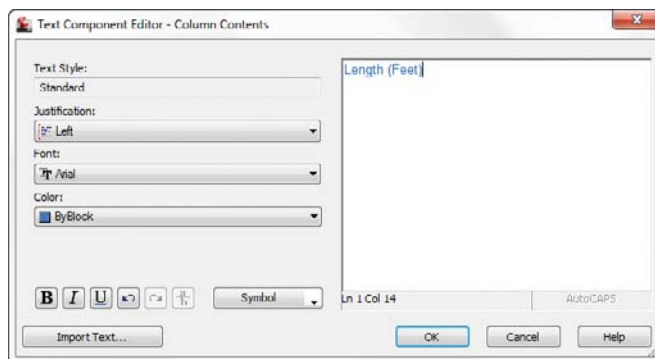 Text Component Editor - Column Contents
Text Style:
Standard
Justification:
Left
Font:
Arial
Color:
ByBlock
Length (Feet)
B I U
Symbol
Ln 1 Col 14
AutoCAPS
Import Text...
OK
Cancel
Help